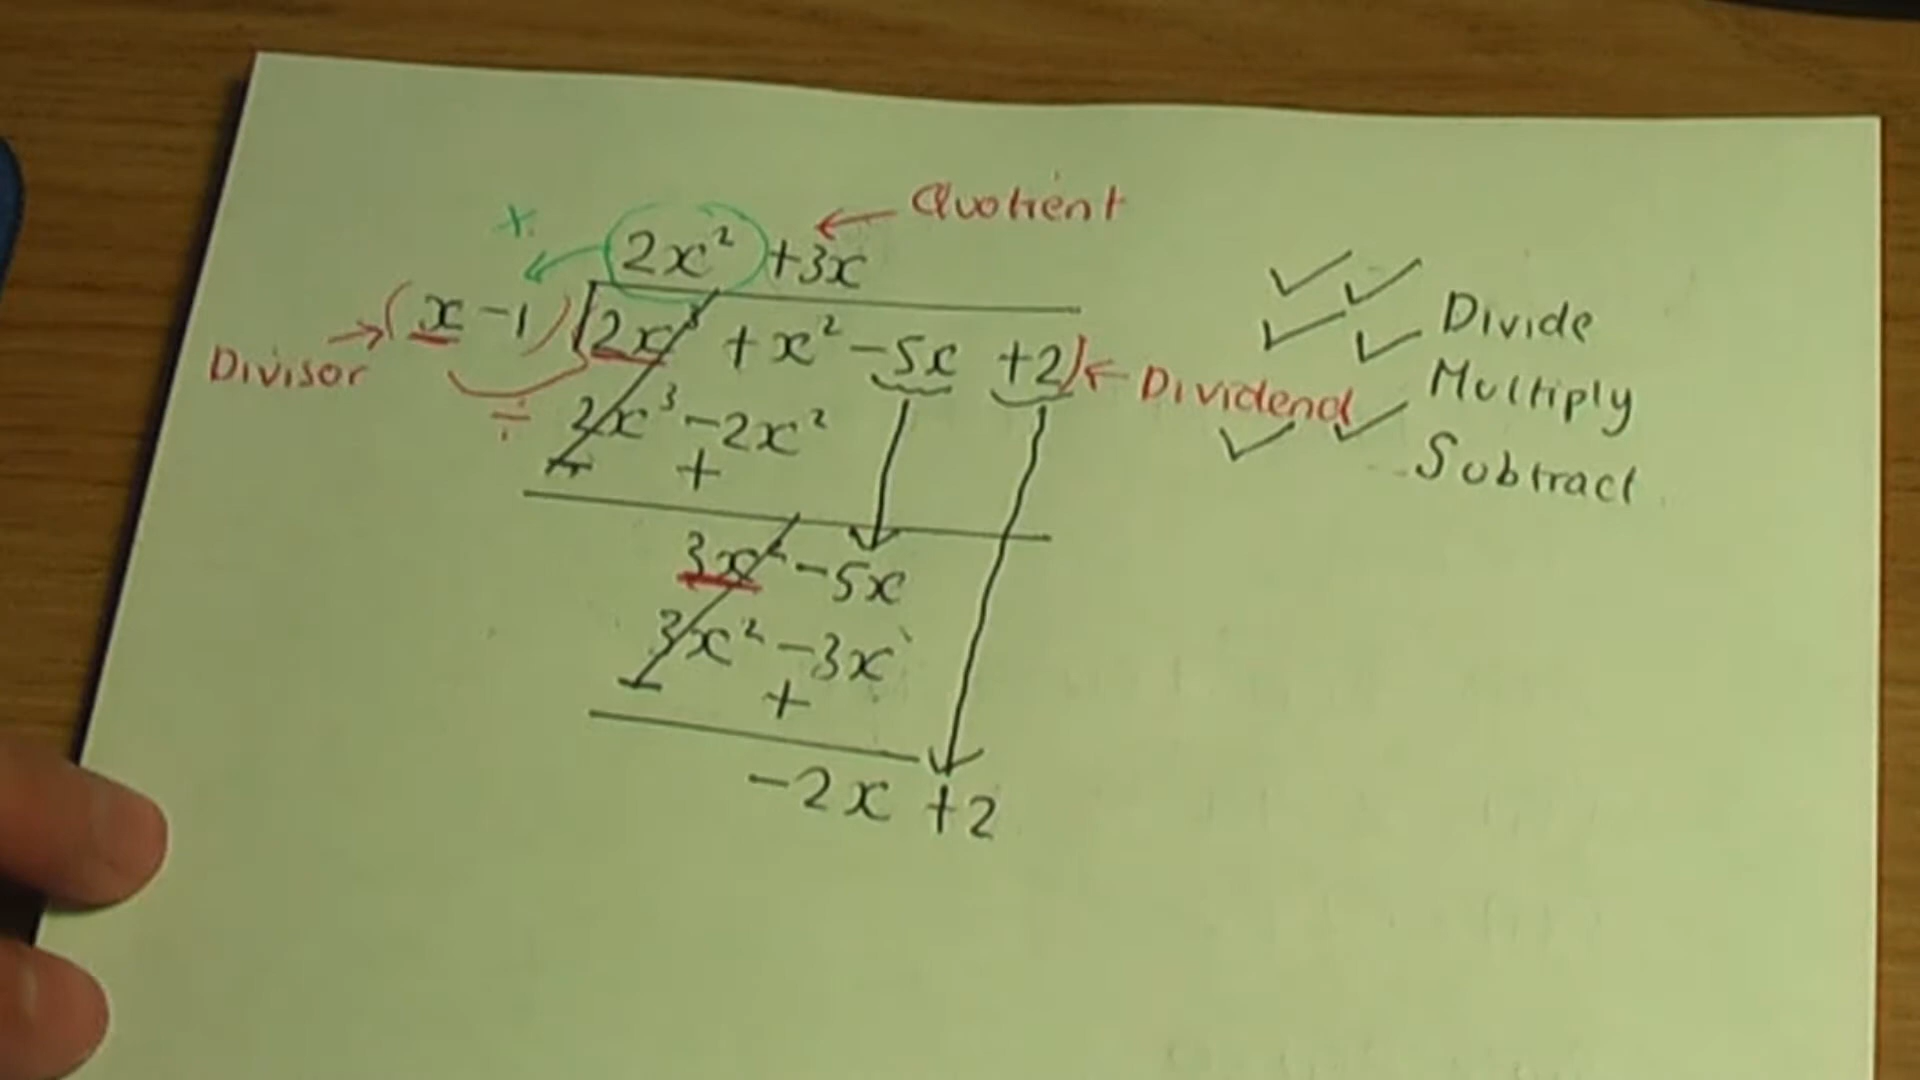 Quotient
x 2x² +3x
(x -1) 2x³ + x² -5x +2) Divide
Divisor Dividend Multiply
÷ 2x³ -2x² Subtract
- +
3x² -5x
3x² -3x
- +
-2x +2